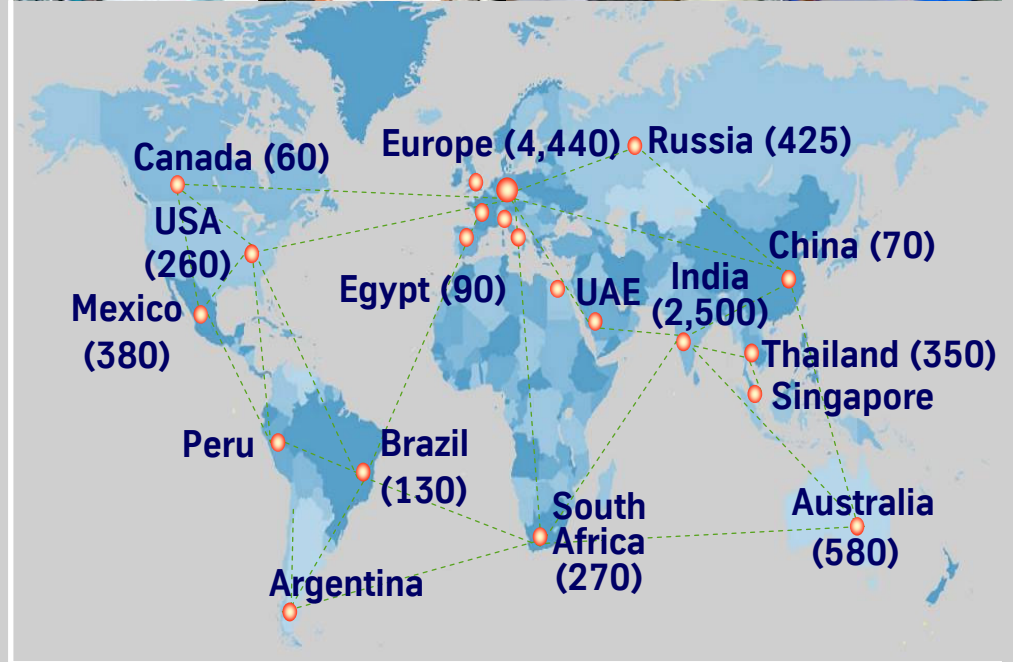 Europe (4,440)
Russia (425)
Canada (60)
USA
(260)
China (70)
India
(2,500)
Egypt (90)
UAE
Mexico
(380)
Thailand (350)
Singapore
Peru
Brazil
(130)
South
Africa
(270)
Australia
(580)
Argentina